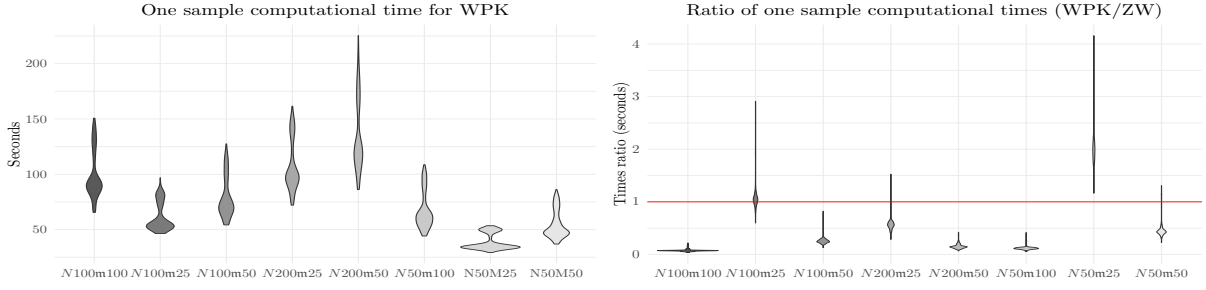 One sample computational time for WPK
Seconds
200
150
100
50
N100m100 N100m25 N100m50 N200m25 N200m50 N50m100 N50M25 N50M50
Ratio of one sample computational times (WPK/ZW)
Times ratio (seconds)
4
3
2
1
0
N100m100 N100m25 N100m50 N200m25 N200m50 N50m100 N50m25 N50m50